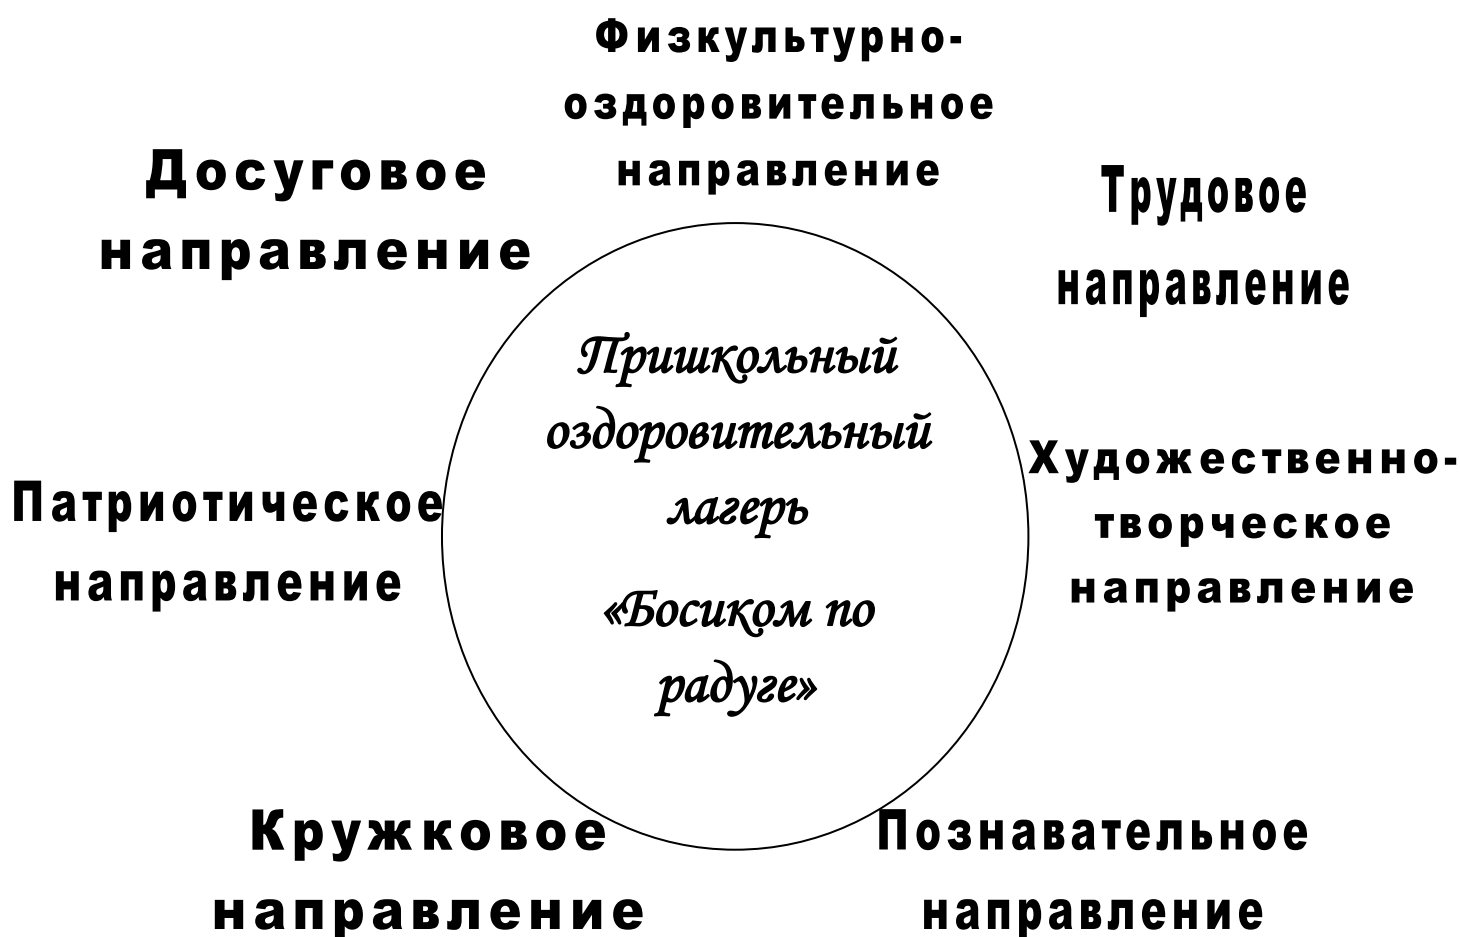 Физкультурно-
оздоровительное
направление
Досуговое
направление
Трудовое
направление
Пришкольный
оздоровительный
лагерь
«Босиком по
радуге»
Патриотическое
направление
Художественно-
творческое
направление
Кружковое
направление
Познавательное
направление